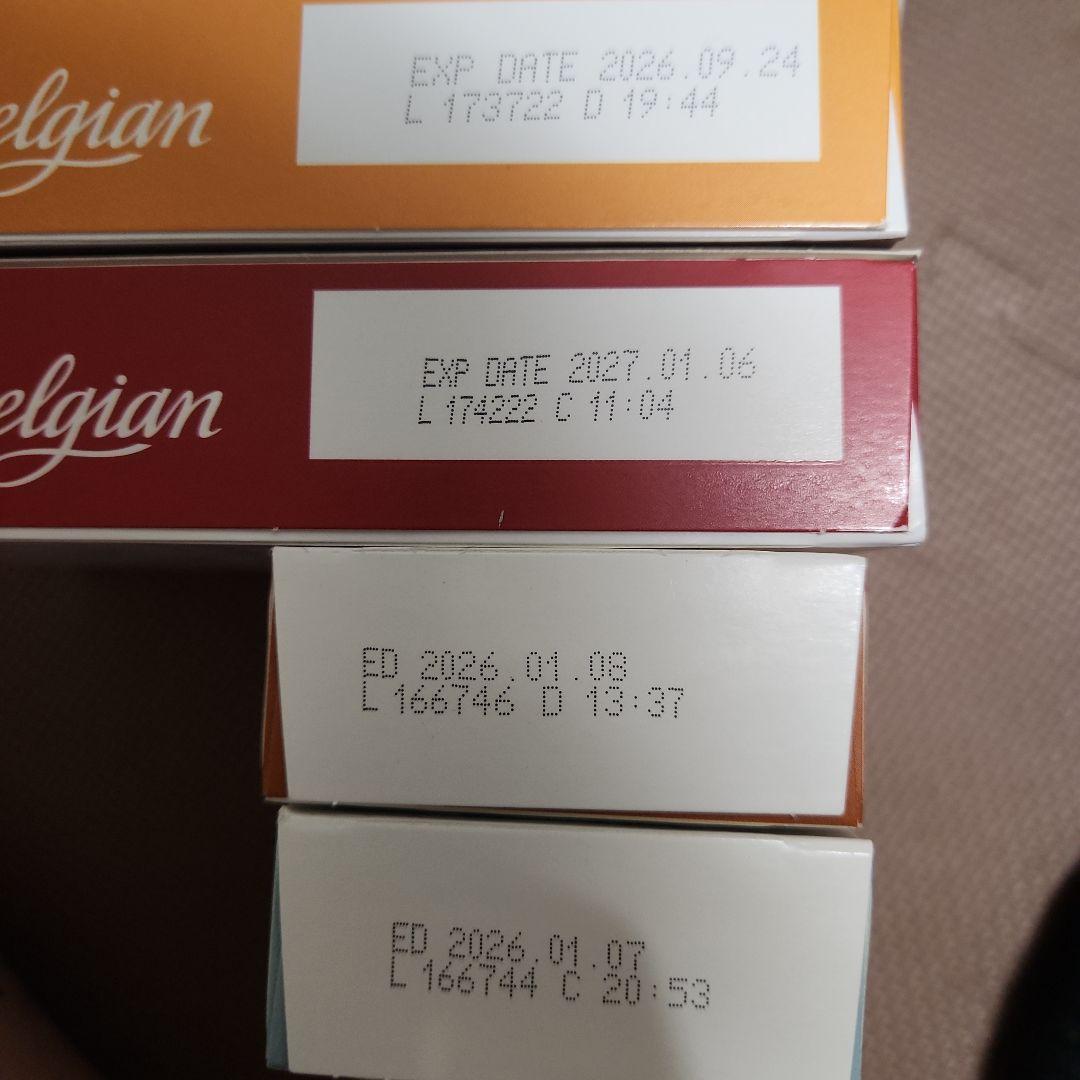 elgian
EXP DATE 2026.09.24
L 173722 D 19:44
elgian
EXP DATE 2027.01.06
L 174222 C 11:04
ED 2026.01.08
L 166746 D 13:37
ED 2026.01.07
L 166744 C 20:53